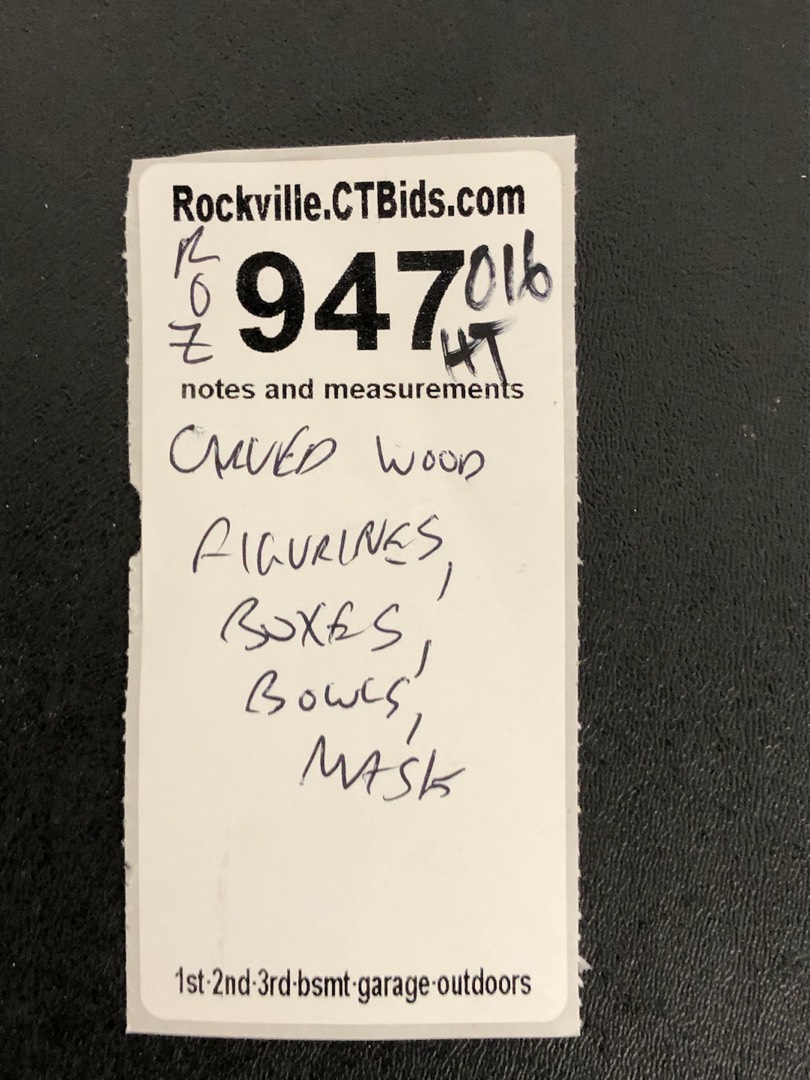 Rockville.CTBids.com
ROZ
947 016
HT
notes and measurements
CARVED WOOD
FIGURINES,
BOXES,
BOWLS,
MASK
1st·2nd·3rd·bsmt·garage·outdoors